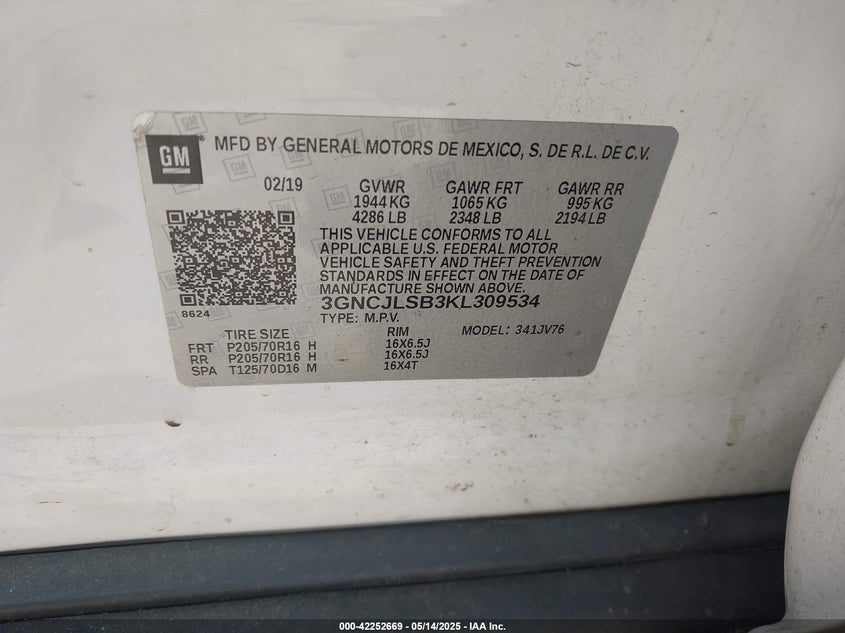 GM
MFD BY GENERAL MOTORS DE MEXICO, S. DE R.L. DE C.V.
02/19 GVWR GAWR FRT GAWR RR
1944 KG 1065 KG 995 KG
4286 LB 2348 LB 2194 LB
THIS VEHICLE CONFORMS TO ALL
APPLICABLE U.S. FEDERAL MOTOR
VEHICLE SAFETY AND THEFT PREVENTION
STANDARDS IN EFFECT ON THE DATE OF
MANUFACTURE SHOWN ABOVE.
3GNCJLSB3KL309534
8624
TYPE: M.P.V.
TIRE SIZE RIM MODEL: 341JV76
FRT P205/70R16 H 16X6.5J
RR P205/70R16 H 16X6.5J
SPA T125/70D16 M 16X4T
000-42252669 - 05/14/2025 - IAA Inc.